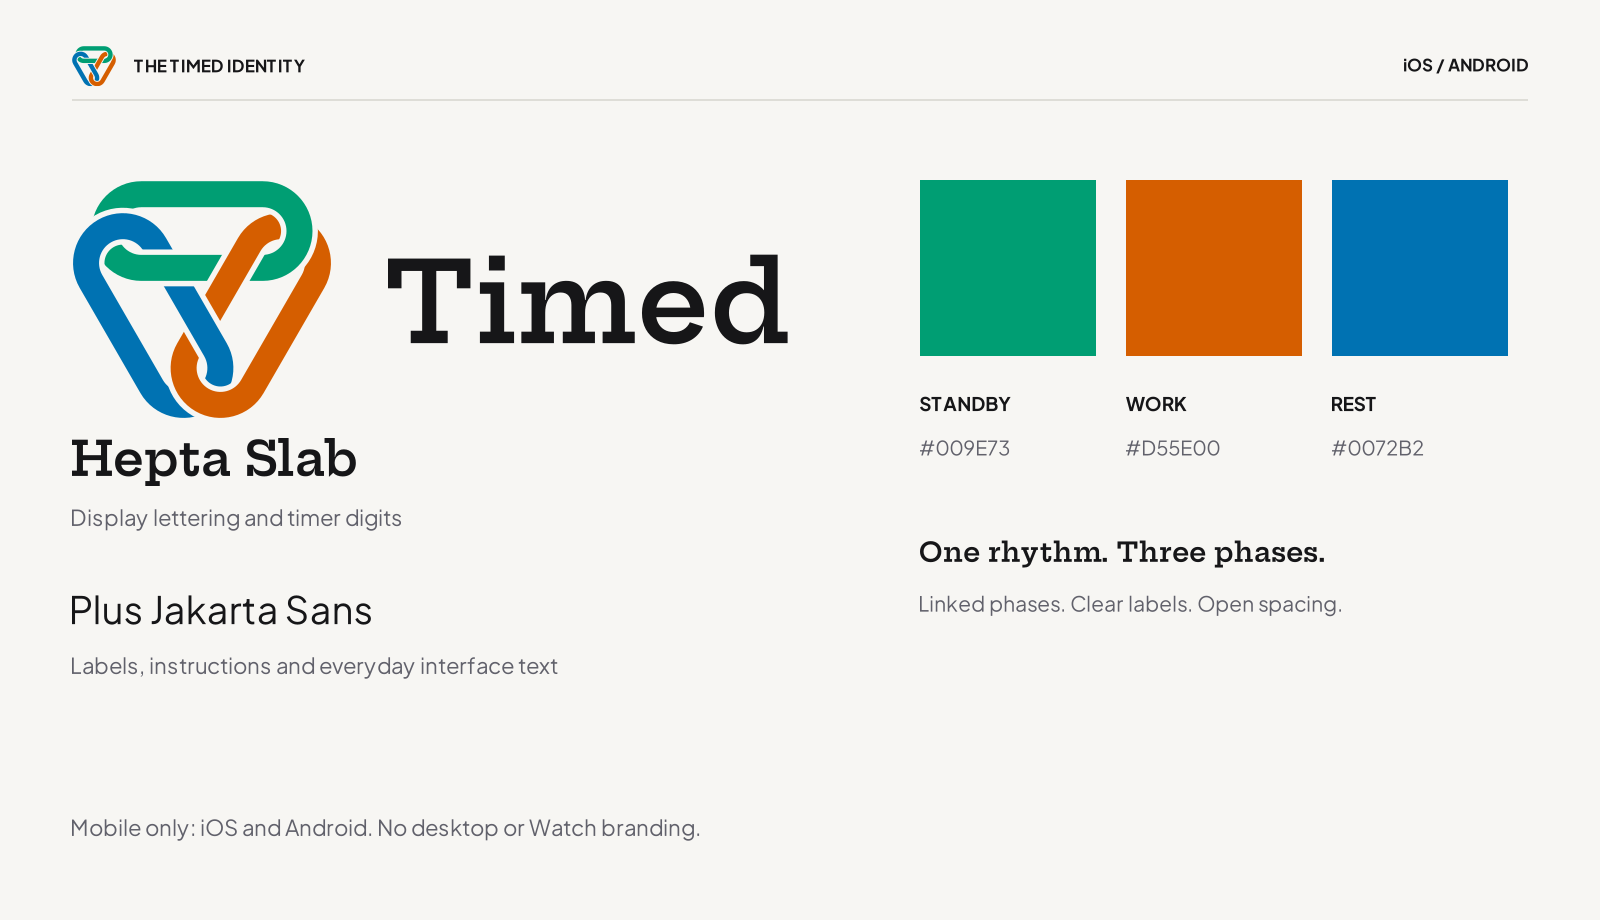 THE TIMED IDENTITY
iOS / ANDROID
Timed
Hepta Slab
Display lettering and timer digits
Plus Jakarta Sans
Labels, instructions and everyday interface text
STANDBY
#009E73
WORK
#D55E00
REST
#0072B2
One rhythm. Three phases.
Linked phases. Clear labels. Open spacing.
Mobile only: iOS and Android. No desktop or Watch branding.